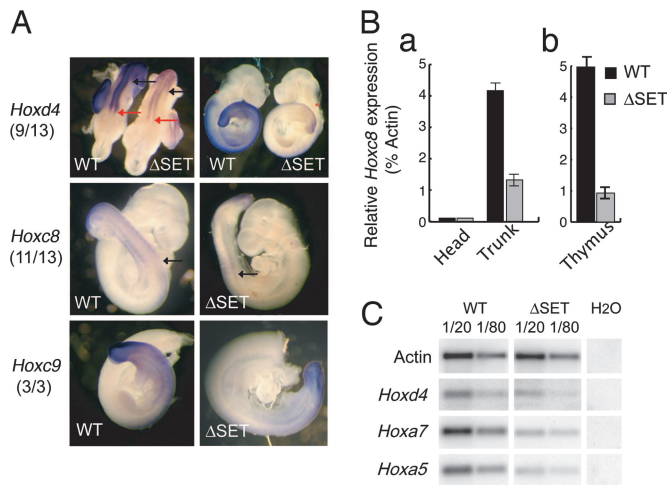 A
Hoxd4
(9/13)
WT
ΔSET
WT
ΔSET
Hoxc8
(11/13)
WT
ΔSET
Hoxc9
(3/3)
WT
ΔSET
B
a
b
Relative Hoxc8 expression
(% Actin)
5
4
3
2
1
0
Head
Trunk
5
4
3
2
1
0
Thymus
WT
ΔSET
C
WT ΔSET H2O
1/20 1/80 1/20 1/80
Actin
Hoxd4
Hoxa7
Hoxa5